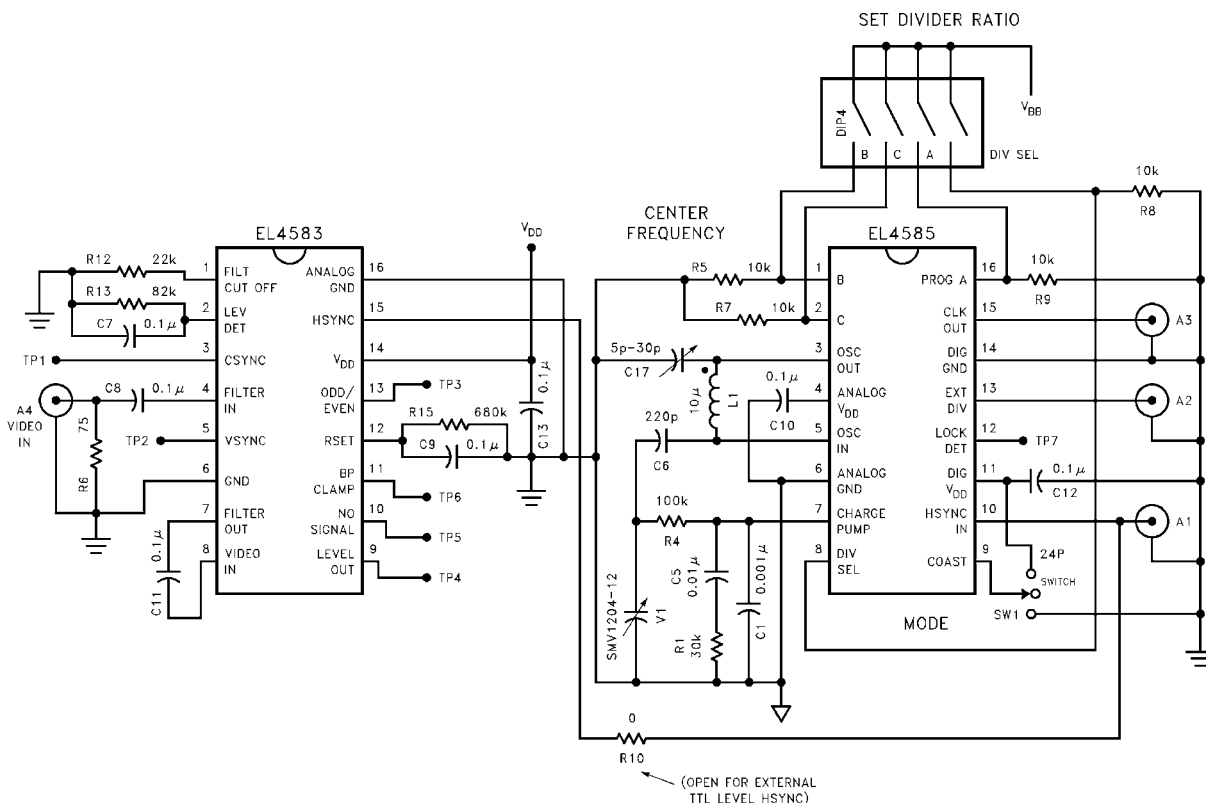 SET DIVIDER RATIO
VBB
DIP4
B
C
A
DIV SEL
10k
R8
CENTER
FREQUENCY
VDD
EL4583
EL4585
R12
22k
R13
82k
C7
0.1μ
TP1
C8
0.1μ
A4
VIDEO
IN
75
R6
TP2
0.1μ
C11
1
FILT
CUT OFF
2
LEV
DET
3
CSYNC
4
FILTER
IN
5
VSYNC
6
GND
7
FILTER
OUT
8
VIDEO
IN
ANALOG
GND
16
HSYNC
15
VDD
14
ODD/
EVEN
13
RSET
12
BP
CLAMP
11
NO
SIGNAL
10
LEVEL
OUT
9
TP3
R15
680k
C9
0.1μ
TP6
TP5
TP4
0.1μ
C13
R5
10k
R7
10k
5p-30p
C17
10μ
L1
0.1μ
C10
220p
C6
100k
R4
SMV1204-12
V1
C5
0.01μ
R1
30k
0.001μ
C1
1
B
2
C
3
OSC
OUT
4
ANALOG
VDD
5
OSC
IN
6
ANALOG
GND
7
CHARGE
PUMP
8
DIV
SEL
PROG A
16
CLK
OUT
15
DIG
GND
14
EXT
DIV
13
LOCK
DET
12
DIG
VDD
11
HSYNC
IN
10
COAST
9
MODE
10k
R9
A3
A2
TP7
0.1μ
C12
A1
24P
SWITCH
SW1
0
R10
(OPEN FOR EXTERNAL
TTL LEVEL HSYNC)